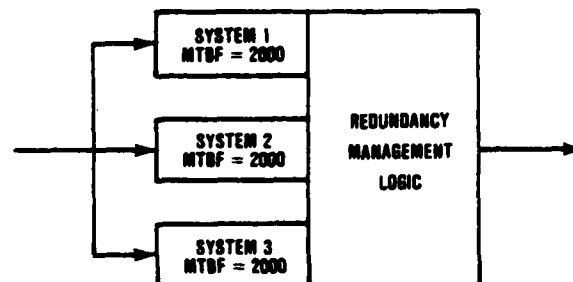 SYSTEM 1
MTBF = 2000
SYSTEM 2
MTBF = 2000
SYSTEM 3
MTBF = 2000
REDUNDANCY
MANAGEMENT
LOGIC